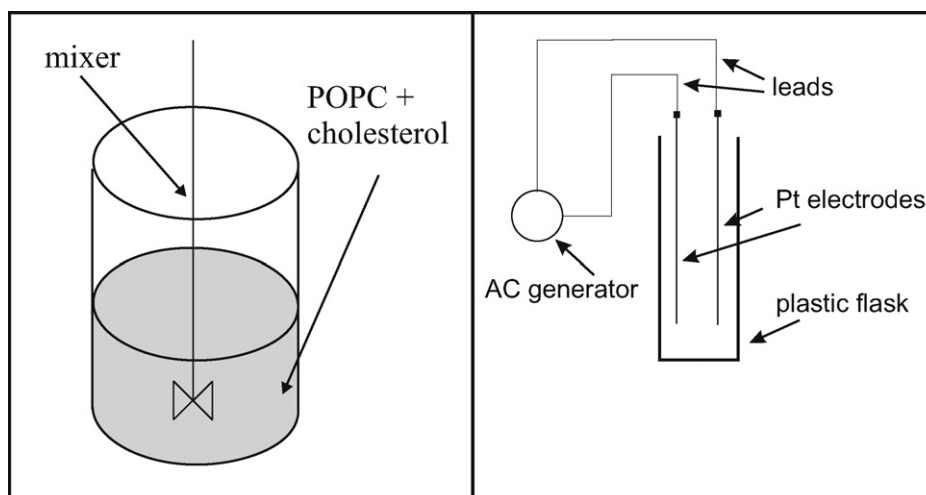 mixer
POPC +
cholesterol
leads
Pt electrodes
AC generator
plastic flask